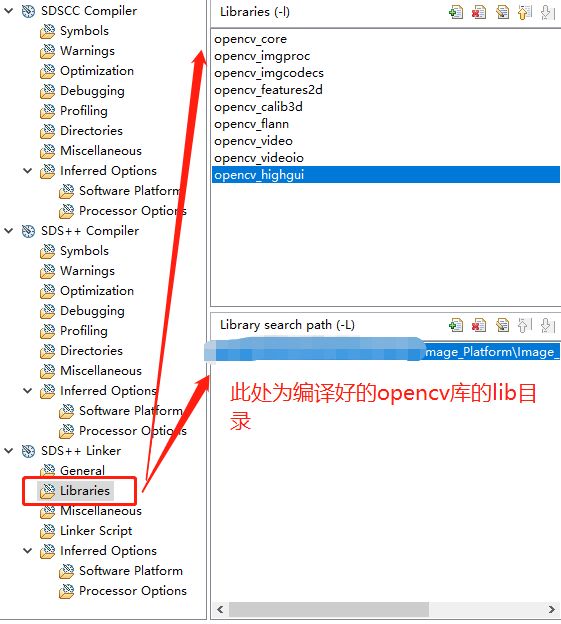 SDSCC Compiler
Symbols
Warnings
Optimization
Debugging
Profiling
Directories
Miscellaneous
Inferred Options
Software Platform
Processor Options
SDS++ Compiler
Symbols
Warnings
Optimization
Debugging
Profiling
Directories
Miscellaneous
Inferred Options
Software Platform
Processor Options
SDS++ Linker
General
Libraries
Miscellaneous
Linker Script
Inferred Options
Software Platform
Processor Options
Libraries (-l)
opencv_core
opencv_imgproc
opencv_imgcodecs
opencv_features2d
opencv_calib3d
opencv_flann
opencv_video
opencv_videoio
opencv_highgui
Library search path (-L)
mage_Platform\Image_
此处为编译好的opencv库的lib目
录